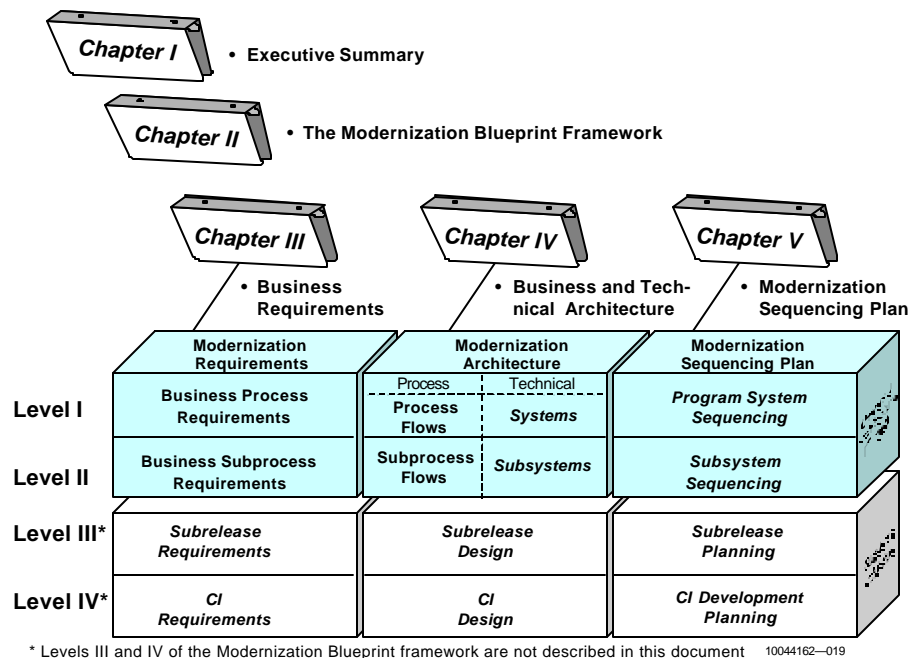 Chapter I
• Executive Summary
Chapter II
• The Modernization Blueprint Framework
Chapter III
Chapter IV
Chapter V
• Business
Requirements
• Business and Tech-
nical Architecture
• Modernization
Sequencing Plan
Modernization
Requirements
Modernization
Architecture
Modernization
Sequencing Plan
Level I
Business Process
Requirements
Process
Technical
Process
Flows
Systems
Program System
Sequencing
Level II
Business Subprocess
Requirements
Subprocess
Flows
Subsystems
Subsystem
Sequencing
Level III*
Subrelease
Requirements
Subrelease
Design
Subrelease
Planning
Level IV*
CI
Requirements
CI
Design
CI Development
Planning
* Levels III and IV of the Modernization Blueprint framework are not described in this document 10044162—019